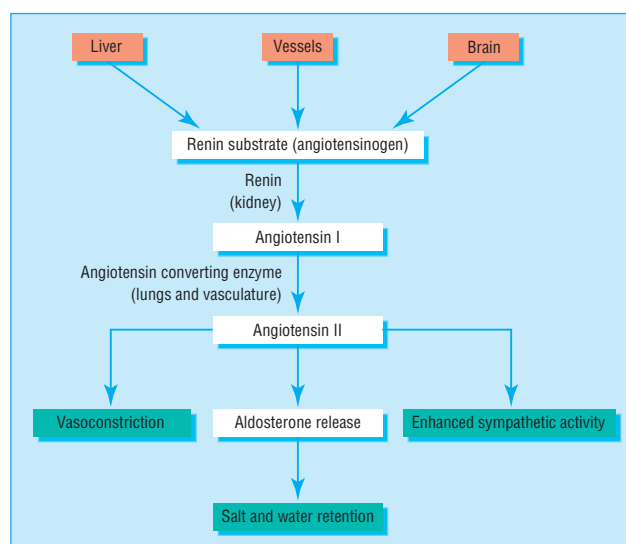 Liver
Vessels
Brain
Renin substrate (angiotensinogen)
Renin
(kidney)
Angiotensin I
Angiotensin converting enzyme
(lungs and vasculature)
Angiotensin II
Vasoconstriction
Aldosterone release
Enhanced sympathetic activity
Salt and water retention